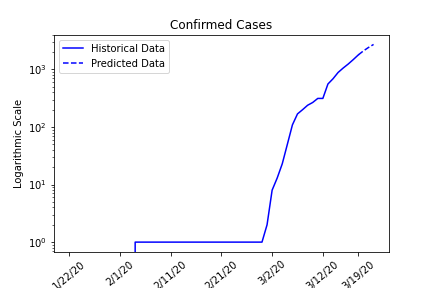 Confirmed Cases
Historical Data
Predicted Data
Logarithmic Scale
10³
10²
10¹
10⁰
1/22/20
2/1/20
2/11/20
2/21/20
3/2/20
3/12/20
3/19/20